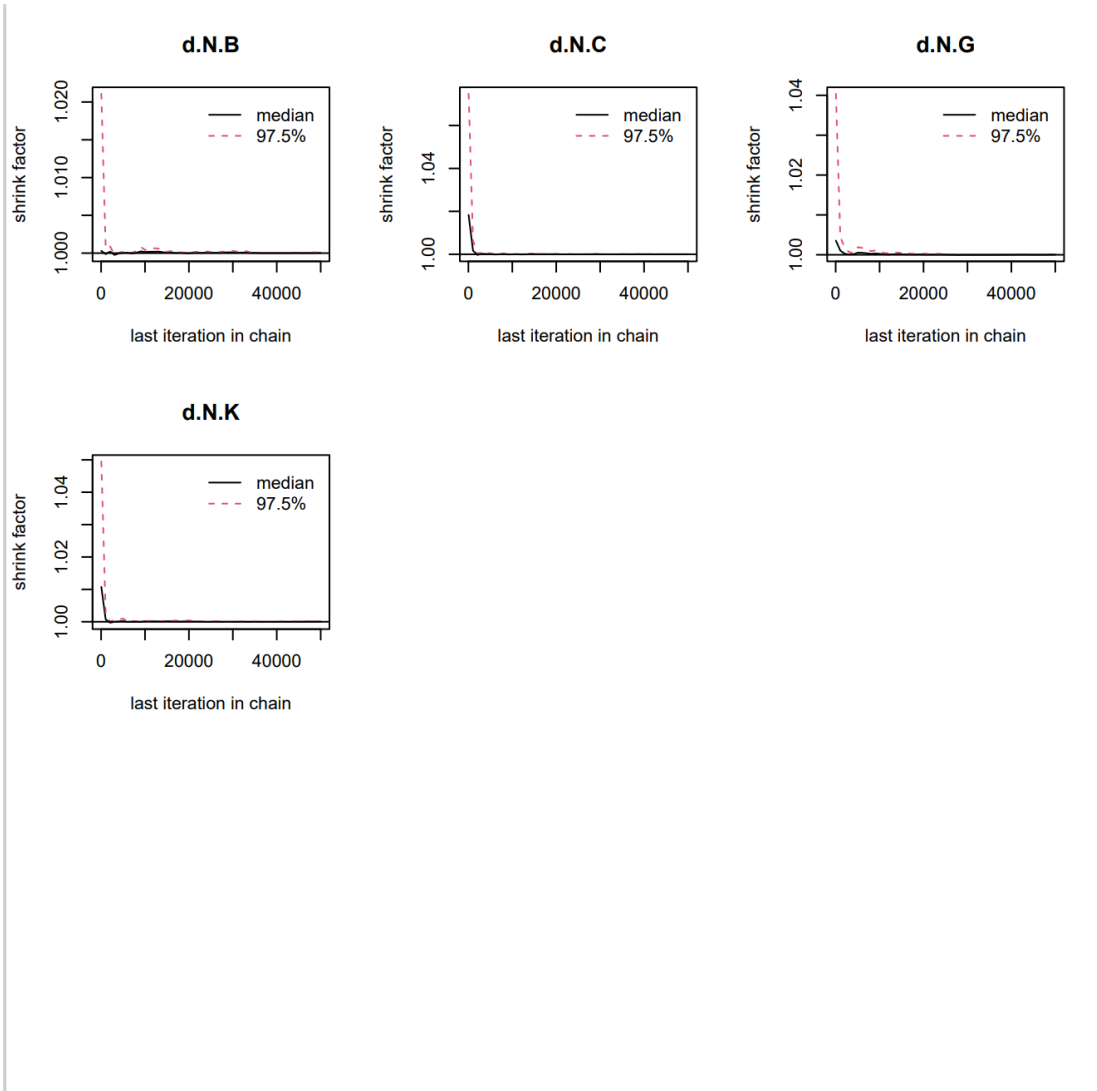 d.N.B
shrink factor
1.000 1.010 1.020
median
97.5%
0 20000 40000
last iteration in chain
d.N.C
shrink factor
1.00 1.04
median
97.5%
0 20000 40000
last iteration in chain
d.N.G
shrink factor
1.00 1.02 1.04
median
97.5%
0 20000 40000
last iteration in chain
d.N.K
shrink factor
1.00 1.02 1.04
median
97.5%
0 20000 40000
last iteration in chain